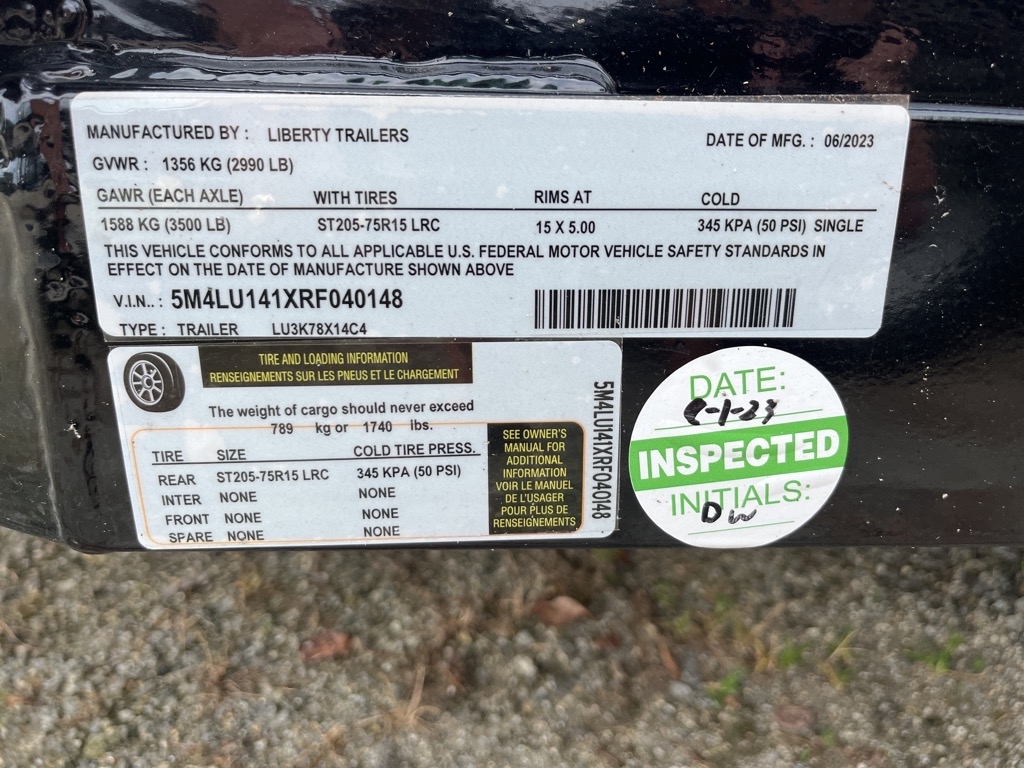 MANUFACTURED BY : LIBERTY TRAILERS DATE OF MFG. : 06/2023
GVWR : 1356 KG (2990 LB)
GAWR (EACH AXLE) WITH TIRES RIMS AT COLD
1588 KG (3500 LB) ST205-75R15 LRC 15 X 5.00 345 KPA (50 PSI) SINGLE
THIS VEHICLE CONFORMS TO ALL APPLICABLE U.S. FEDERAL MOTOR VEHICLE SAFETY STANDARDS IN
EFFECT ON THE DATE OF MANUFACTURE SHOWN ABOVE
V.I.N.. : 5M4LU141XRF040148
TYPE : TRAILER LU3K78X14C4
TIRE AND LOADING INFORMATION
RENSEIGNEMENTS SUR LES PNEUS ET LE CHARGEMENT
The weight of cargo should never exceed
789 kg or 1740 lbs.
TIRE SIZE COLD TIRE PRESS.
REAR ST205-75R15 LRC 345 KPA (50 PSI)
INTER NONE NONE
FRONT NONE NONE
SPARE NONE NONE
SEE OWNER'S
MANUAL FOR
ADDITIONAL
INFORMATION
VOIR LE MANUEL
DE L'USAGER
POUR PLUS DE
RENSEIGNEMENTS
5M4LU141XRF040148
DATE:
INSPECTED
INITIALS:
DW